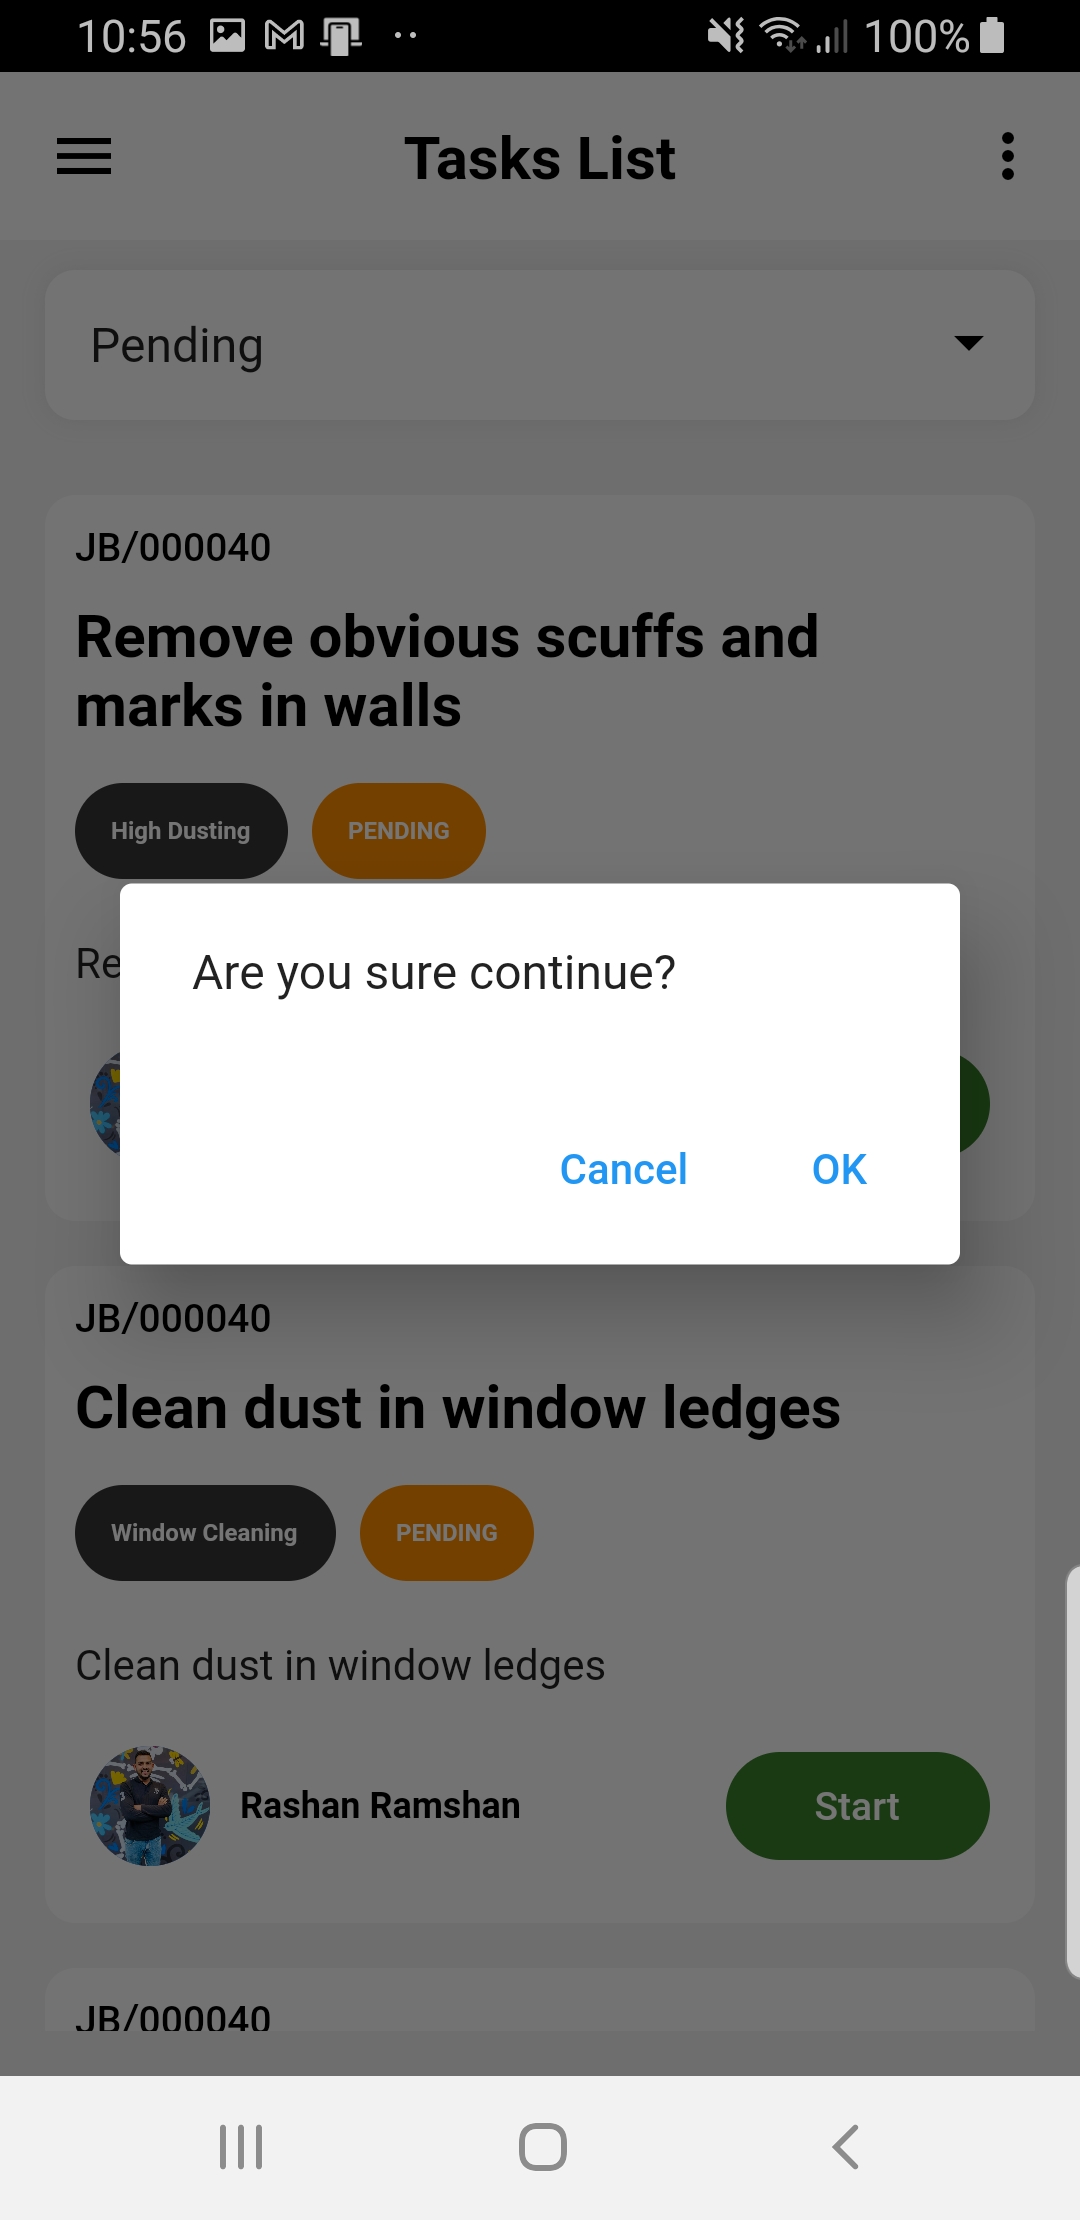 10:56
100%
Tasks List
Pending
JB/000040
Remove obvious scuffs and
marks in walls
High Dusting PENDING
Re
Are you sure continue?
Cancel OK
JB/000040
Clean dust in window ledges
Window Cleaning PENDING
Clean dust in window ledges
Rashan Ramshan Start
JB/000040